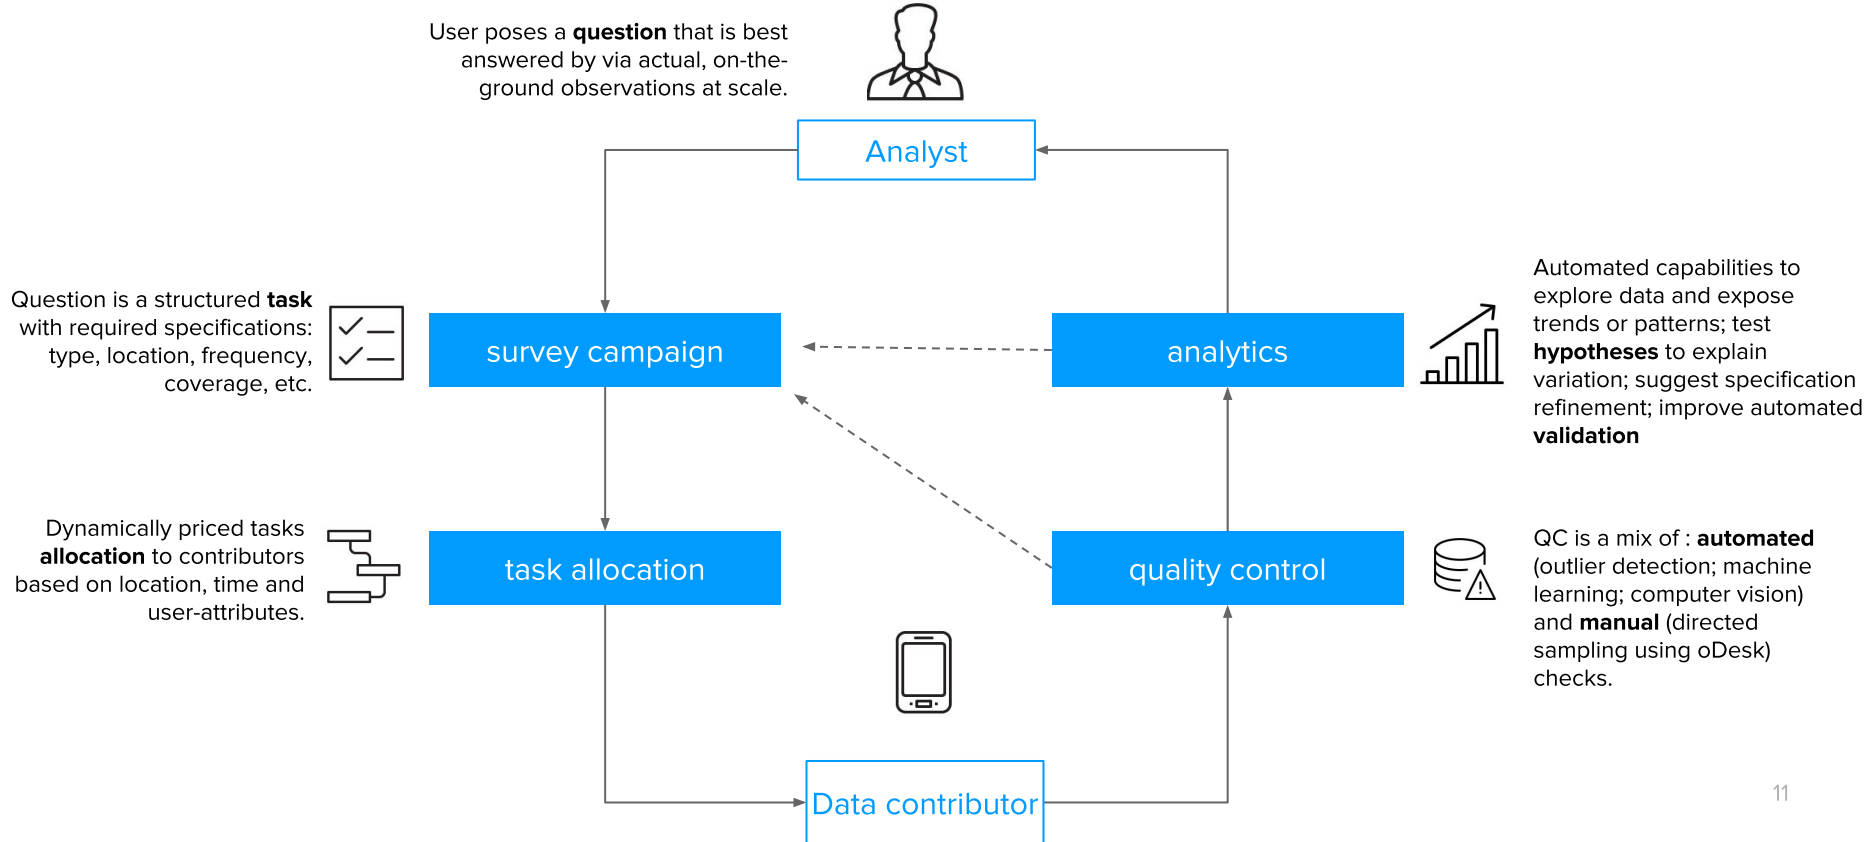 User poses a question that is best
answered by via actual, on-the-
ground observations at scale.
Analyst
Question is a structured task
with required specifications:
type, location, frequency,
coverage, etc.
survey campaign
analytics
Automated capabilities to
explore data and expose
trends or patterns; test
hypotheses to explain
variation; suggest specification
refinement; improve automated
validation
Dynamically priced tasks
allocation to contributors
based on location, time and
user-attributes.
task allocation
quality control
QC is a mix of : automated
(outlier detection; machine
learning; computer vision)
and manual (directed
sampling using oDesk)
checks.
Data contributor
11